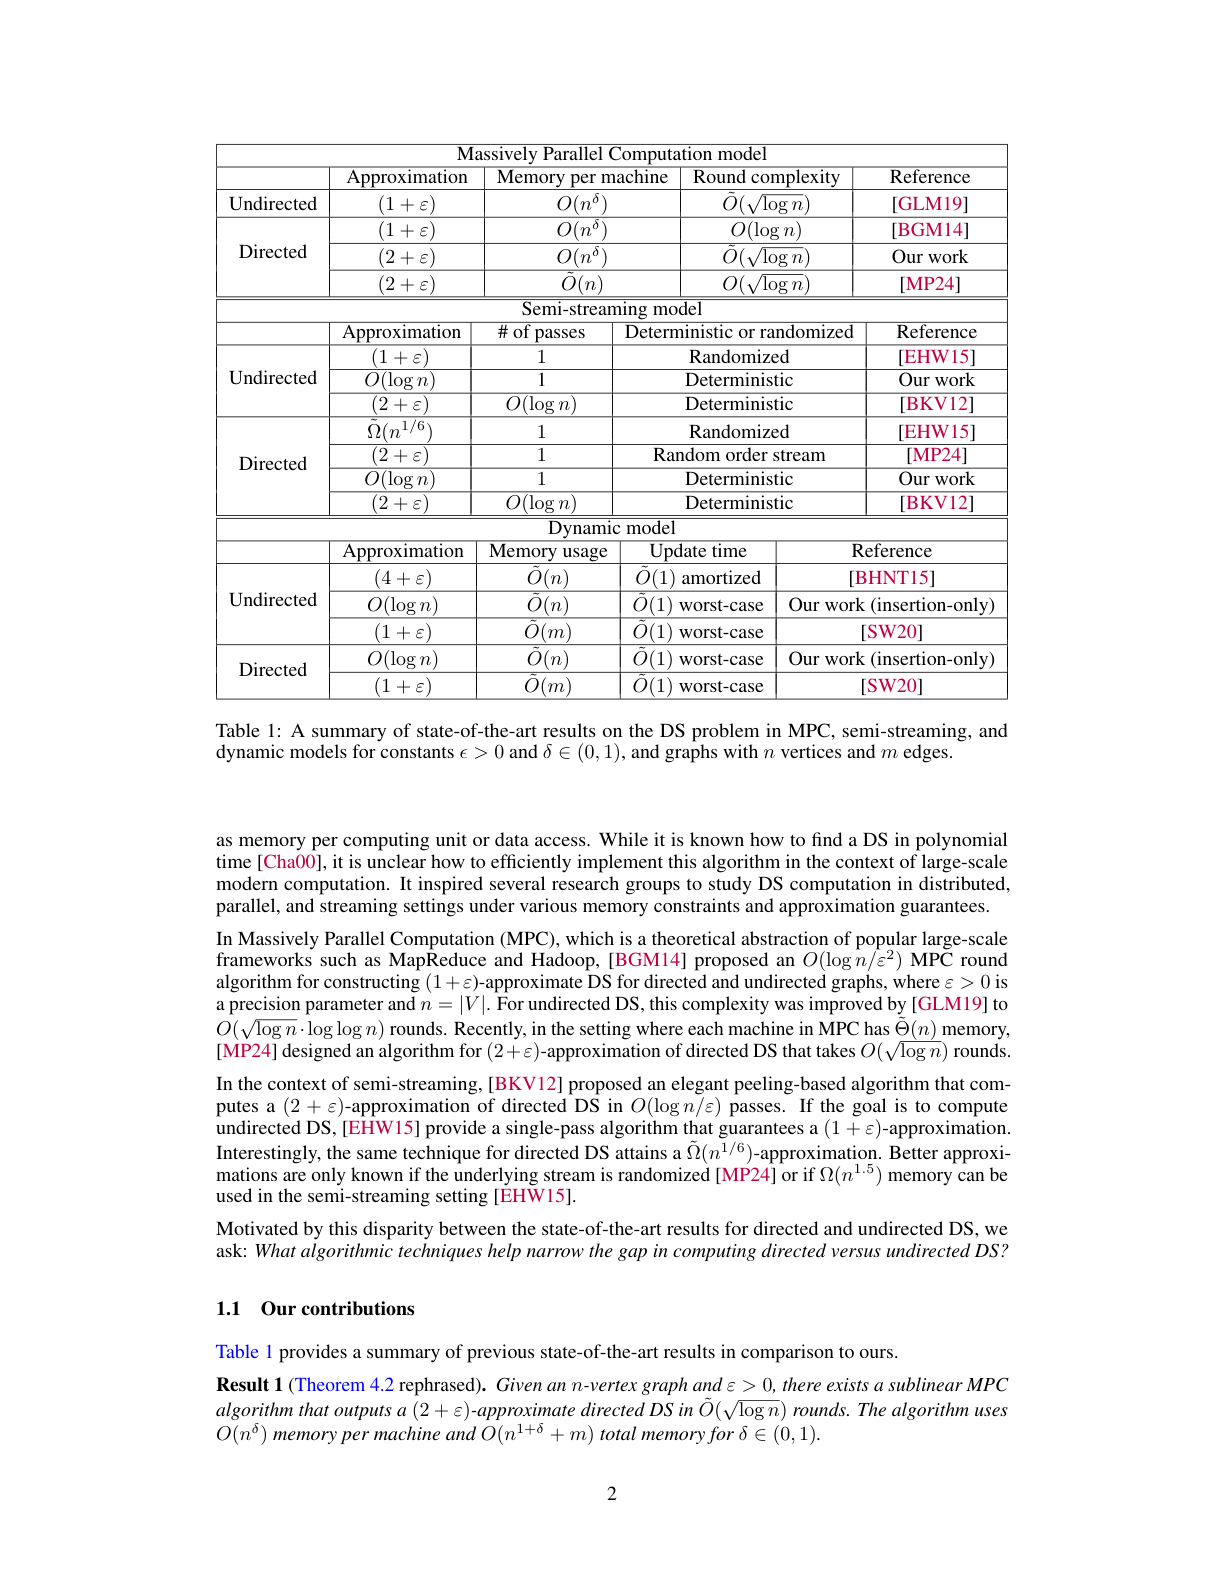 Massively Parallel Computation model
Approximation Memory per machine Round complexity Reference
Undirected (1 + ε) O(n^δ) Õ(√log n) [GLM19]
(1 + ε) O(n^δ) O(log n) [BGM14]
Directed (2 + ε) O(n^δ) Õ(√log n) Our work
(2 + ε) Õ(n) O(√log n) [MP24]
Semi-streaming model
Approximation # of passes Deterministic or randomized Reference
(1 + ε) 1 Randomized [EHW15]
Undirected O(log n) 1 Deterministic Our work
(2 + ε) O(log n) Deterministic [BKV12]
Ω̃(n^{1/6}) 1 Randomized [EHW15]
Directed (2 + ε) 1 Random order stream [MP24]
O(log n) 1 Deterministic Our work
(2 + ε) O(log n) Deterministic [BKV12]
Dynamic model
Approximation Memory usage Update time Reference
(4 + ε) Õ(n) Õ(1) amortized [BHNT15]
Undirected O(log n) Õ(n) Õ(1) worst-case Our work (insertion-only)
(1 + ε) Õ(m) Õ(1) worst-case [SW20]
Directed O(log n) Õ(n) Õ(1) worst-case Our work (insertion-only)
(1 + ε) Õ(m) Õ(1) worst-case [SW20]
Table 1: A summary of state-of-the-art results on the DS problem in MPC, semi-streaming, and
dynamic models for constants ϵ > 0 and δ ∈ (0, 1), and graphs with n vertices and m edges.
as memory per computing unit or data access. While it is known how to find a DS in polynomial
time [Cha00], it is unclear how to efficiently implement this algorithm in the context of large-scale
modern computation. It inspired several research groups to study DS computation in distributed,
parallel, and streaming settings under various memory constraints and approximation guarantees.
In Massively Parallel Computation (MPC), which is a theoretical abstraction of popular large-scale
frameworks such as MapReduce and Hadoop, [BGM14] proposed an O(log n/ε²) MPC round
algorithm for constructing (1+ε)-approximate DS for directed and undirected graphs, where ε > 0 is
a precision parameter and n = |V|. For undirected DS, this complexity was improved by [GLM19] to
O(√log n · log log n) rounds. Recently, in the setting where each machine in MPC has Θ̃(n) memory,
[MP24] designed an algorithm for (2+ε)-approximation of directed DS that takes O(√log n) rounds.
In the context of semi-streaming, [BKV12] proposed an elegant peeling-based algorithm that com-
putes a (2 + ε)-approximation of directed DS in O(log n/ε) passes. If the goal is to compute
undirected DS, [EHW15] provide a single-pass algorithm that guarantees a (1 + ε)-approximation.
Interestingly, the same technique for directed DS attains a Ω̃(n^{1/6})-approximation. Better approxi-
mations are only known if the underlying stream is randomized [MP24] or if Ω(n^{1.5}) memory can be
used in the semi-streaming setting [EHW15].
Motivated by this disparity between the state-of-the-art results for directed and undirected DS, we
ask: What algorithmic techniques help narrow the gap in computing directed versus undirected DS?
1.1 Our contributions
Table 1 provides a summary of previous state-of-the-art results in comparison to ours.
Result 1 (Theorem 4.2 rephrased). Given an n-vertex graph and ε > 0, there exists a sublinear MPC
algorithm that outputs a (2 + ε)-approximate directed DS in Õ(√log n) rounds. The algorithm uses
O(n^δ) memory per machine and O(n^{1+δ} + m) total memory for δ ∈ (0, 1).
2